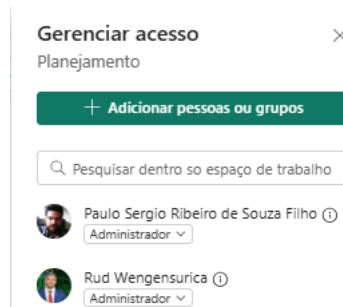 Gerenciar acesso
Planejamento
Adicionar pessoas ou grupos
Pesquisar dentro so espaço de trabalho
Paulo Sergio Ribeiro de Souza Filho
Administrador
Rud Wengensurica
Administrador